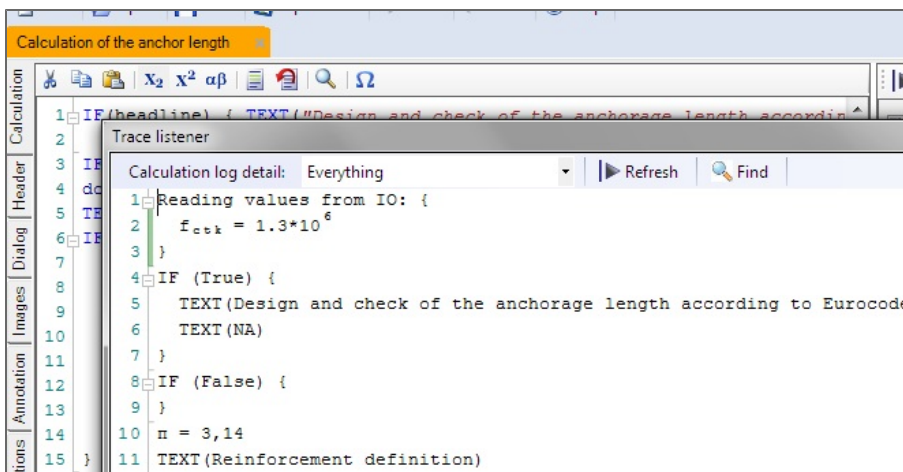 Calculation of the anchor length
X₂ X² αβ Ω
Calculation
Header
Dialog
Images
Annotation
tions
1 IF(headline) { TEXT("Design and check of the anchorage length accordin
2
3 IF
4 do
5 TE
6 IF
7
8
9
10
11
12
13
14
15 }
Trace listener
Calculation log detail: Everything Refresh Find
1 Reading values from IO: {
2 f_ctk = 1.3*10^6
3 }
4 IF (True) {
5 TEXT(Design and check of the anchorage length according to Eurocode
6 TEXT(NA)
7 }
8 IF (False) {
9 }
10 π = 3,14
11 TEXT(Reinforcement definition)